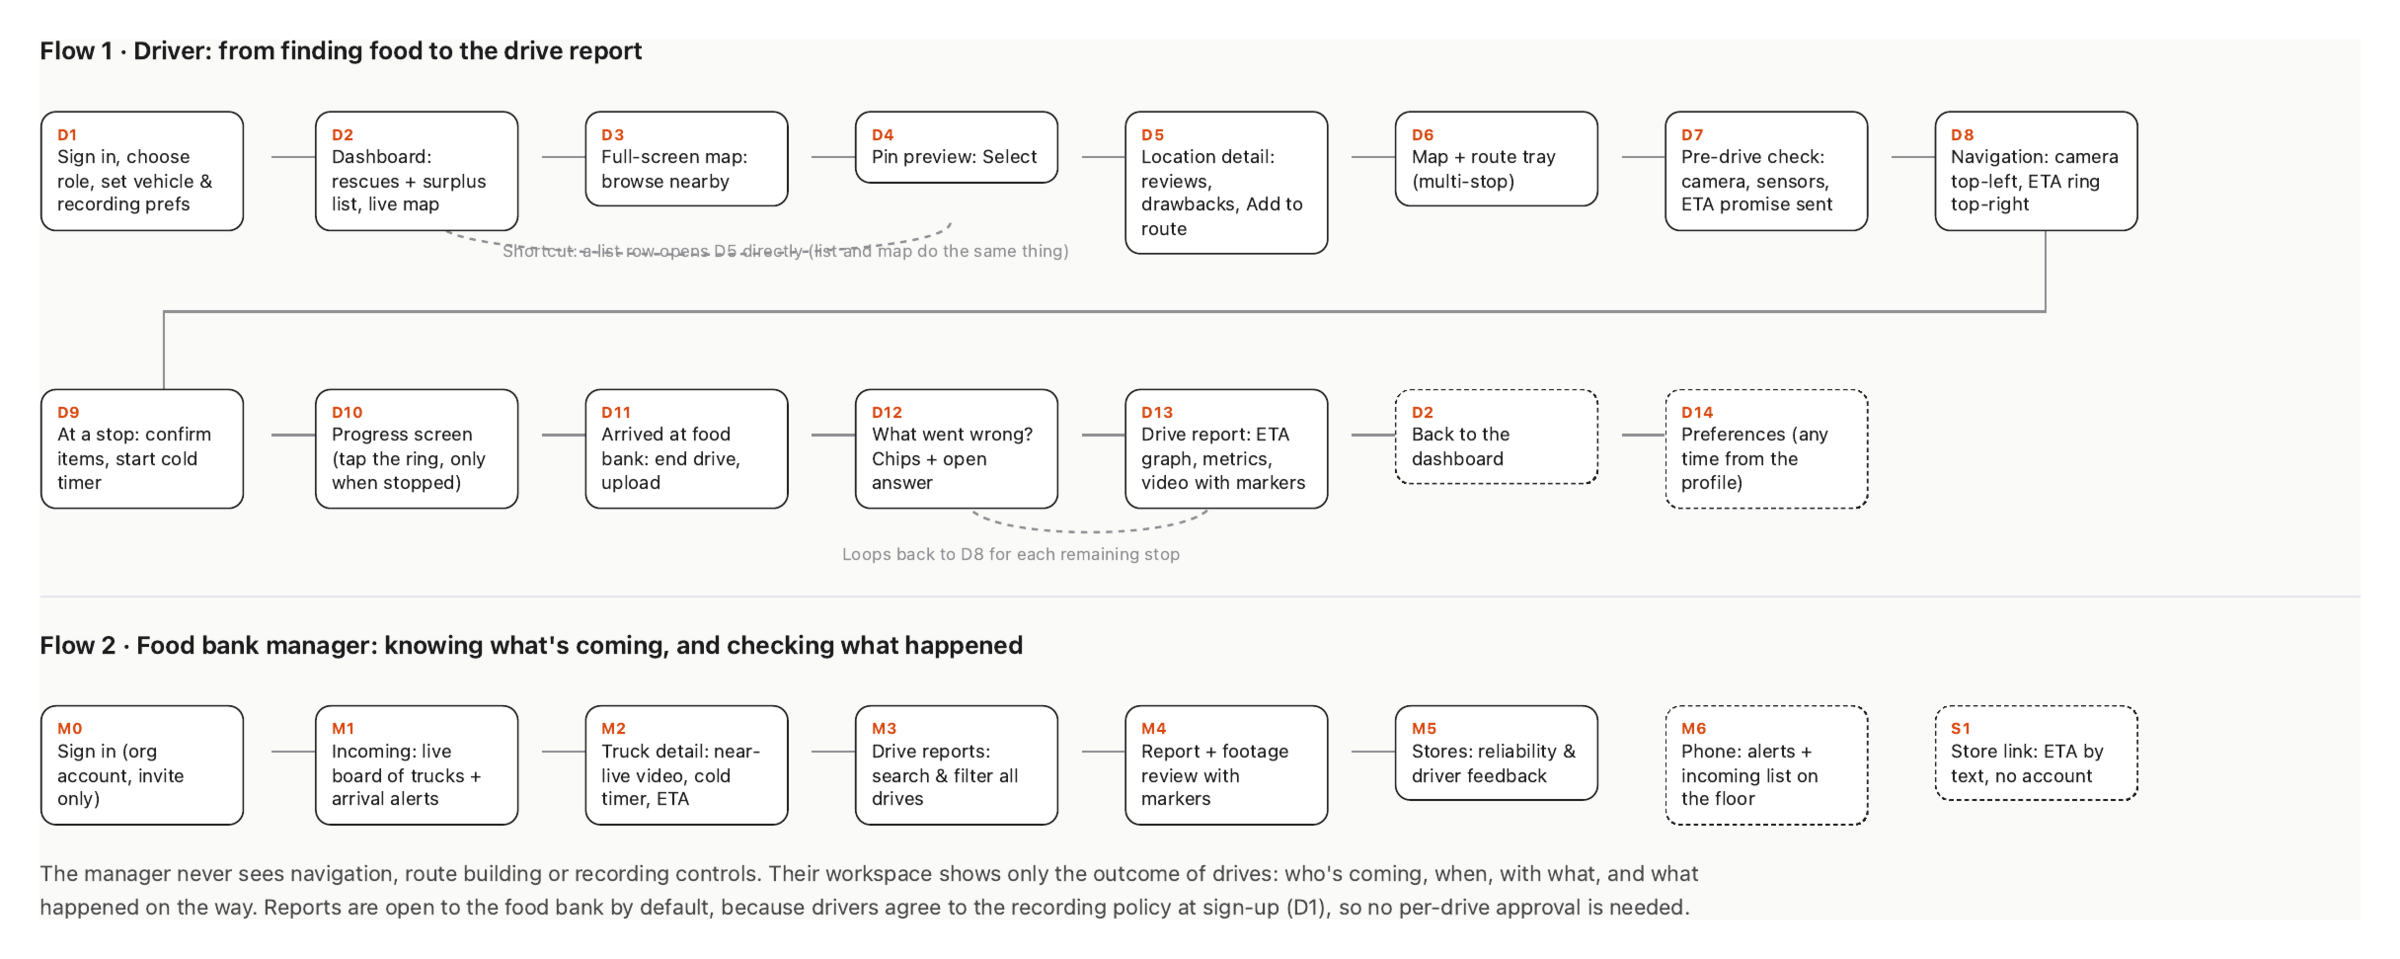 Flow 1 · Driver: from finding food to the drive report
D1
Sign in, choose
role, set vehicle &
recording prefs
D2
Dashboard:
rescues + surplus
list, live map
D3
Full-screen map:
browse nearby
D4
Pin preview: Select
D5
Location detail:
reviews,
drawbacks, Add to
route
D6
Map + route tray
(multi-stop)
D7
Pre-drive check:
camera, sensors,
ETA promise sent
D8
Navigation: camera
top-left, ETA ring
top-right
Shortcut: a list row opens D5 directly (list and map do the same thing)
D9
At a stop: confirm
items, start cold
timer
D10
Progress screen
(tap the ring, only
when stopped)
D11
Arrived at food
bank: end drive,
upload
D12
What went wrong?
Chips + open
answer
D13
Drive report: ETA
graph, metrics,
video with markers
D2
Back to the
dashboard
D14
Preferences (any
time from the
profile)
Loops back to D8 for each remaining stop
Flow 2 · Food bank manager: knowing what's coming, and checking what happened
M0
Sign in (org
account, invite
only)
M1
Incoming: live
board of trucks +
arrival alerts
M2
Truck detail: near-
live video, cold
timer, ETA
M3
Drive reports:
search & filter all
drives
M4
Report + footage
review with
markers
M5
Stores: reliability &
driver feedback
M6
Phone: alerts +
incoming list on
the floor
S1
Store link: ETA by
text, no account
The manager never sees navigation, route building or recording controls. Their workspace shows only the outcome of drives: who's coming, when, with what, and what
happened on the way. Reports are open to the food bank by default, because drivers agree to the recording policy at sign-up (D1), so no per-drive approval is needed.